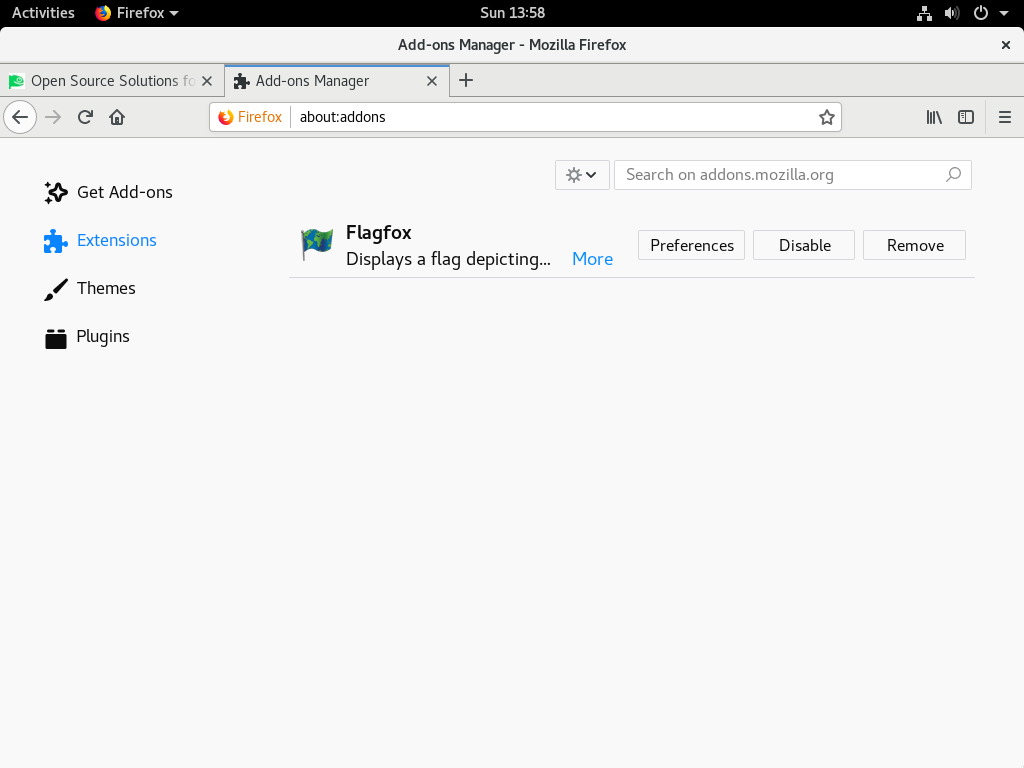 Activities Firefox Sun 13:58
Add-ons Manager - Mozilla Firefox
Open Source Solutions fo Add-ons Manager
Firefox about:addons
Search on addons.mozilla.org
Get Add-ons
Extensions
Themes
Plugins
Flagfox
Displays a flag depicting... More
Preferences Disable Remove